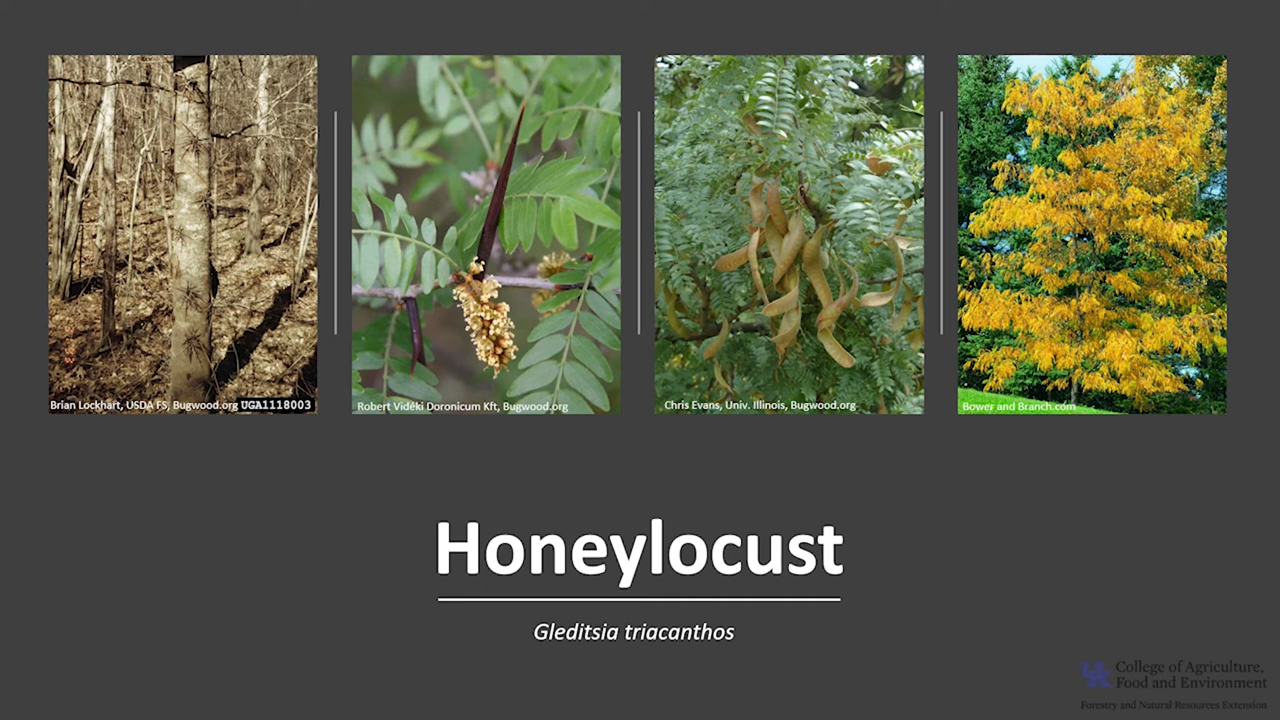 Brian Lockhart, USDA FS, Bugwood.org UGA1118003
Robert Vidéki Doronicum Kft, Bugwood.org
Chris Evans, Univ. Illinois, Bugwood.org
Bower and Branch.com
Honeylocust
Gleditsia triacanthos
UK
College of Agriculture,
Food and Environment
Forestry and Natural Resources Extension